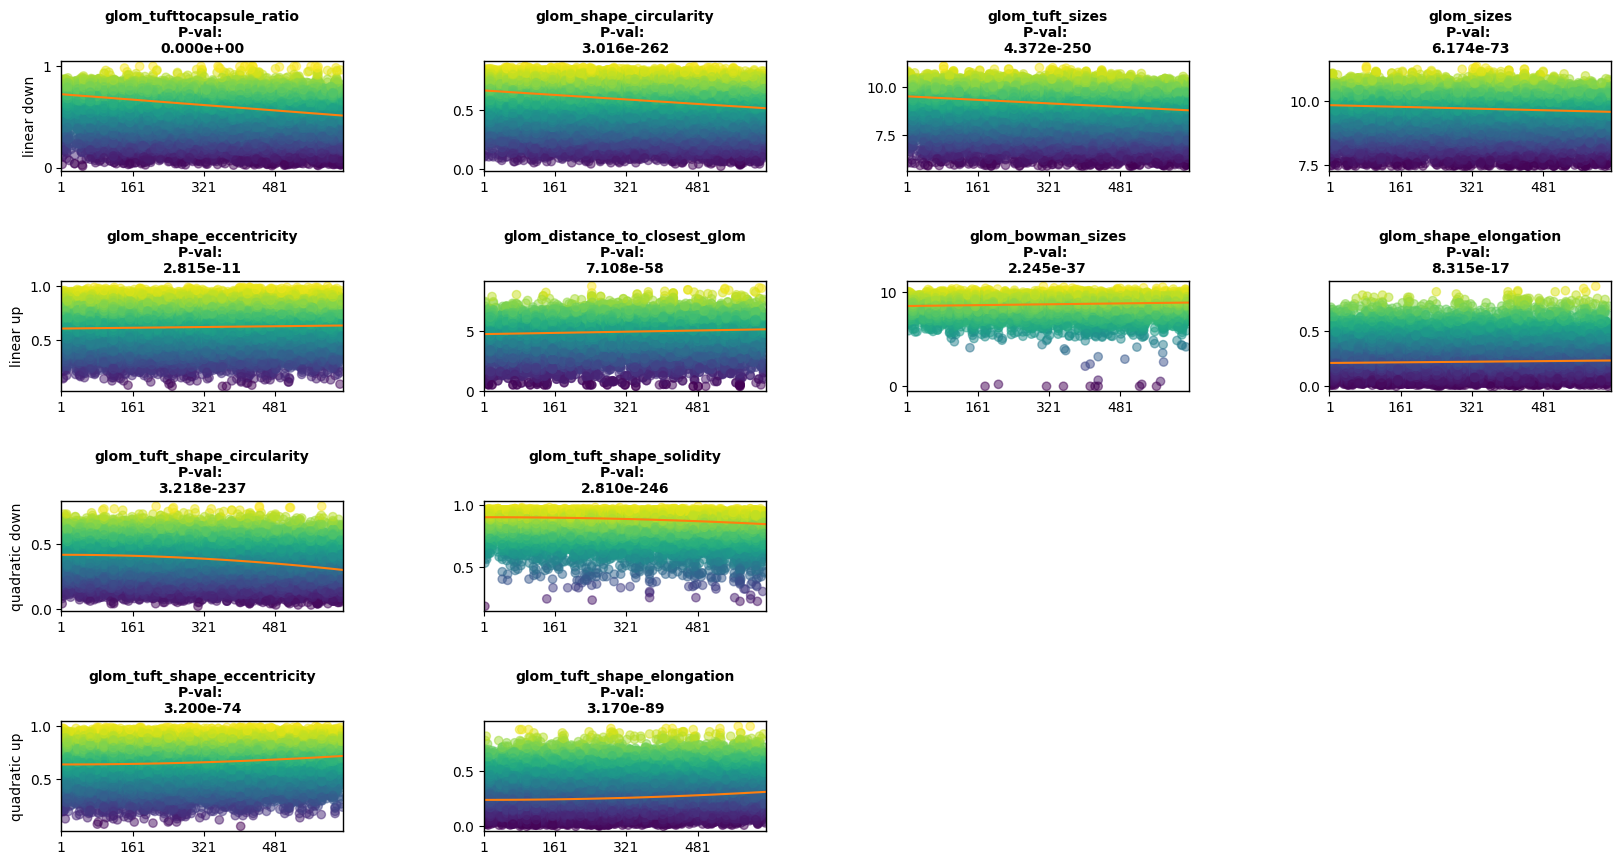 glom_tufttocapsule_ratio
P-val:
0.000e+00
linear down
1
0
1 161 321 481
glom_shape_circularity
P-val:
3.016e-262
0.5
0.0
1 161 321 481
glom_tuft_sizes
P-val:
4.372e-250
10.0
7.5
1 161 321 481
glom_sizes
P-val:
6.174e-73
10.0
7.5
1 161 321 481
glom_shape_eccentricity
P-val:
2.815e-11
linear up
1.0
0.5
1 161 321 481
glom_distance_to_closest_glom
P-val:
7.108e-58
5
0
1 161 321 481
glom_bowman_sizes
P-val:
2.245e-37
10
0
1 161 321 481
glom_shape_elongation
P-val:
8.315e-17
0.5
0.0
1 161 321 481
glom_tuft_shape_circularity
P-val:
3.218e-237
quadratic down
0.5
0.0
1 161 321 481
glom_tuft_shape_solidity
P-val:
2.810e-246
1.0
0.5
1 161 321 481
glom_tuft_shape_eccentricity
P-val:
3.200e-74
quadratic up
1.0
0.5
1 161 321 481
glom_tuft_shape_elongation
P-val:
3.170e-89
0.5
0.0
1 161 321 481